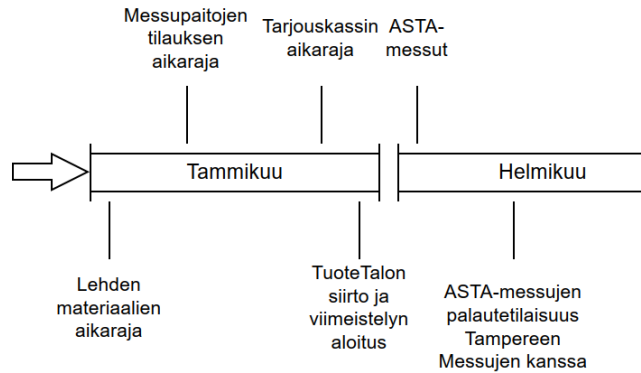 Messupaitojen
tilauksen
aikaraja
Tarjouskassin
aikaraja
ASTA-
messut
Tammikuu
Helmikuu
Lehden
materiaalien
aikaraja
TuoteTalon
siirto ja
viimeistelyn
aloitus
ASTA-messujen
palautetilaisuus
Tampereen
Messujen kanssa